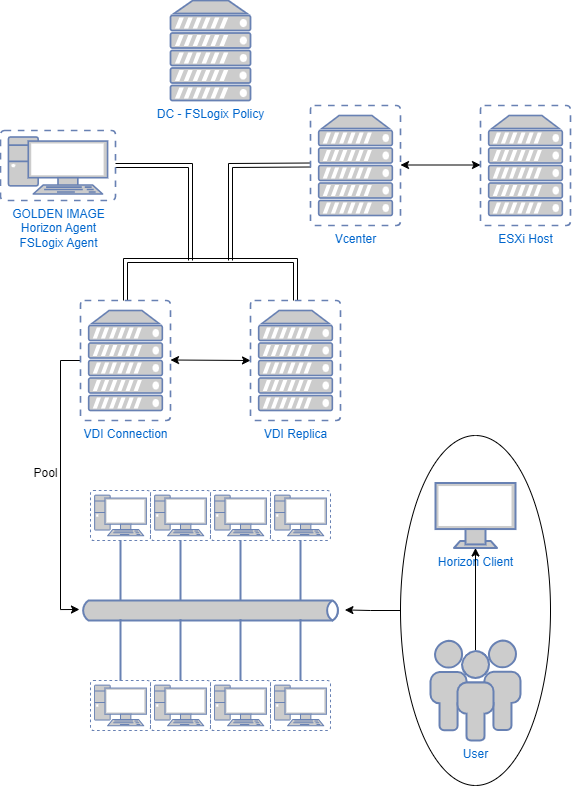 DC - FSLogix Policy
GOLDEN IMAGE
Horizon Agent
FSLogix Agent
Vcenter
ESXi Host
VDI Connection
VDI Replica
Pool
Horizon Client
User